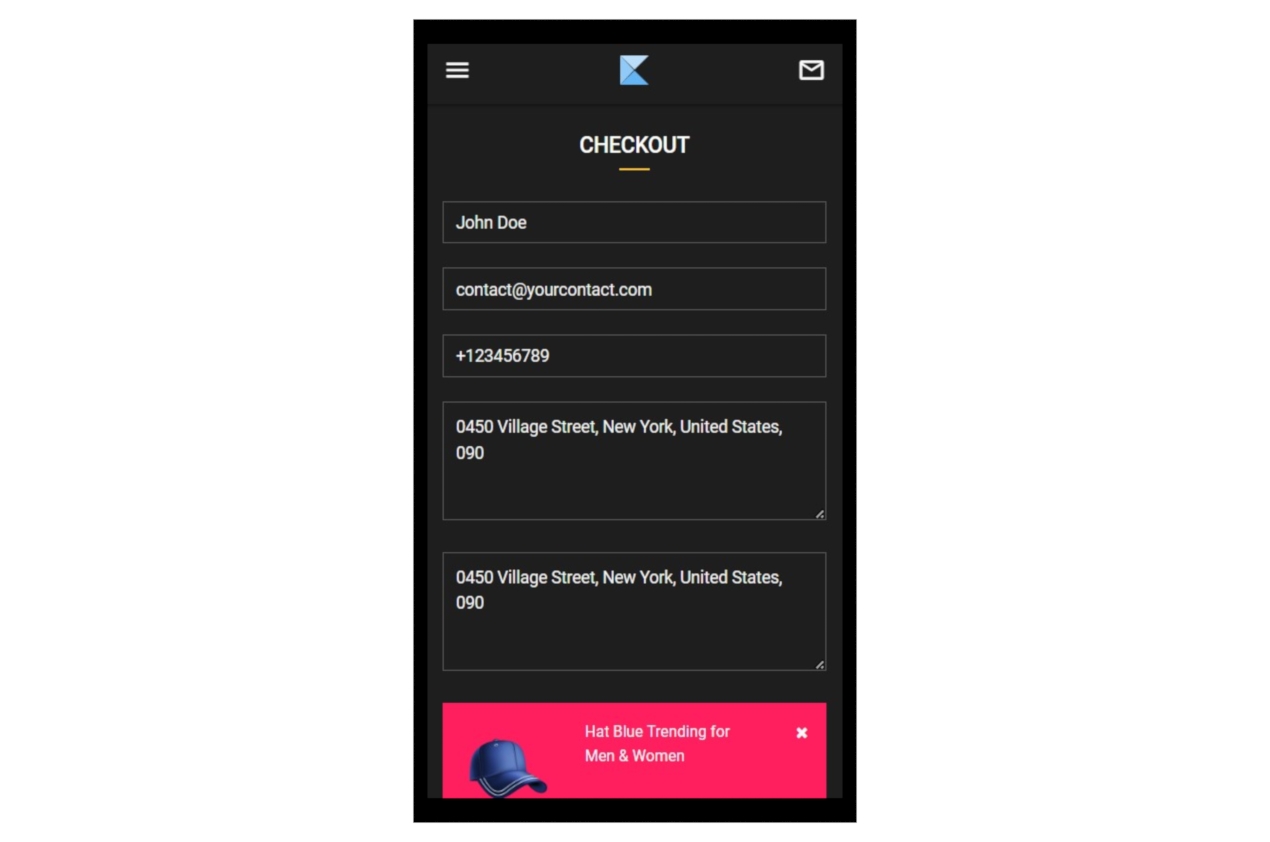 CHECKOUT
John Doe
contact@yourcontact.com
+123456789
0450 Village Street, New York, United States,
090
0450 Village Street, New York, United States,
090
Hat Blue Trending for
Men & Women